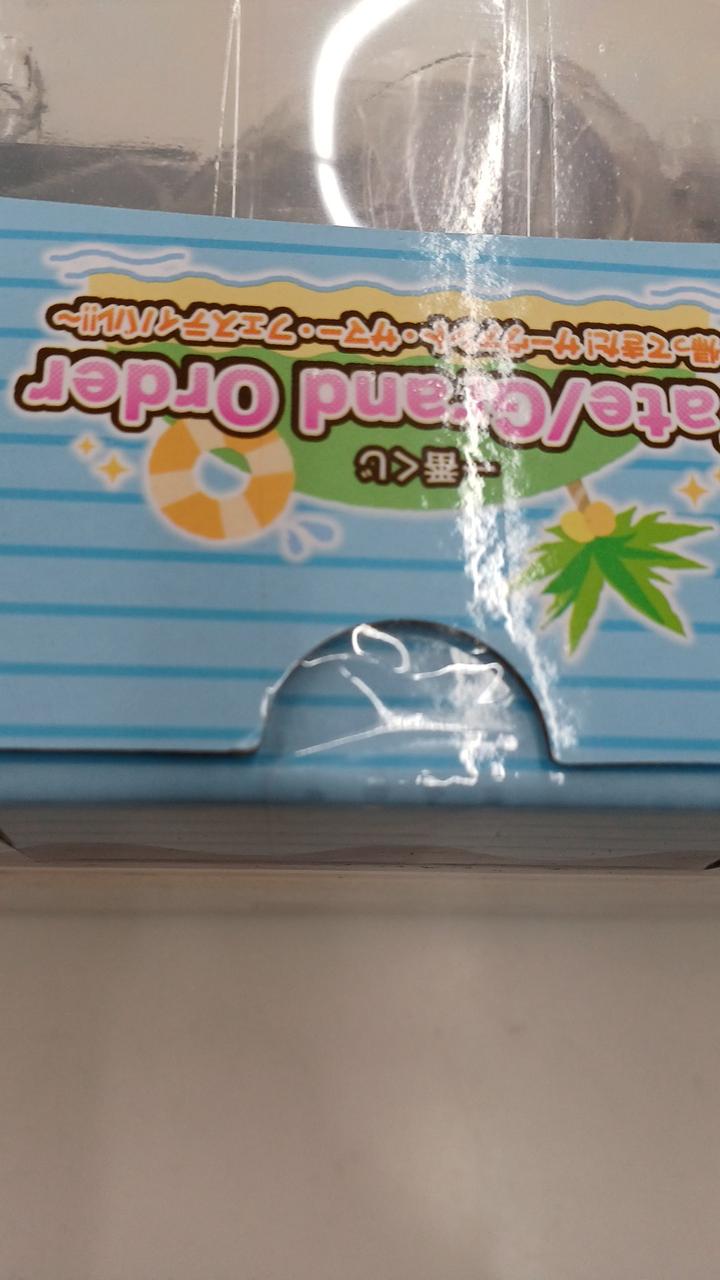 一番くじ
ate/Grand Order
帰ってきた!サーヴァント・サマー・フェスティバル!!~